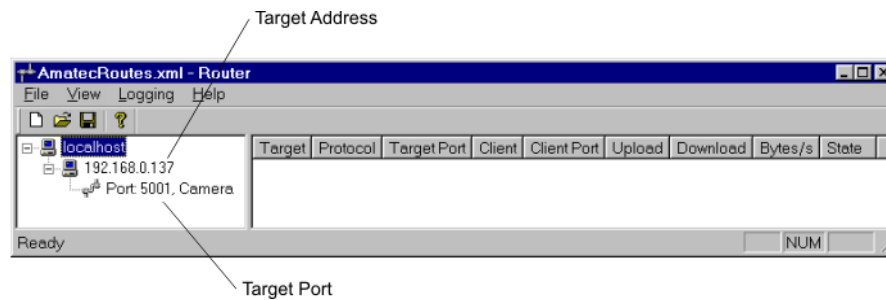 Target Address
AmatecRoutes.xml - Router
File View Logging Help
localhost
Target Protocol Target Port Client Client Port Upload Download Bytes/s State
192.168.0.137
Port: 5001, Camera
Ready NUM
Target Port